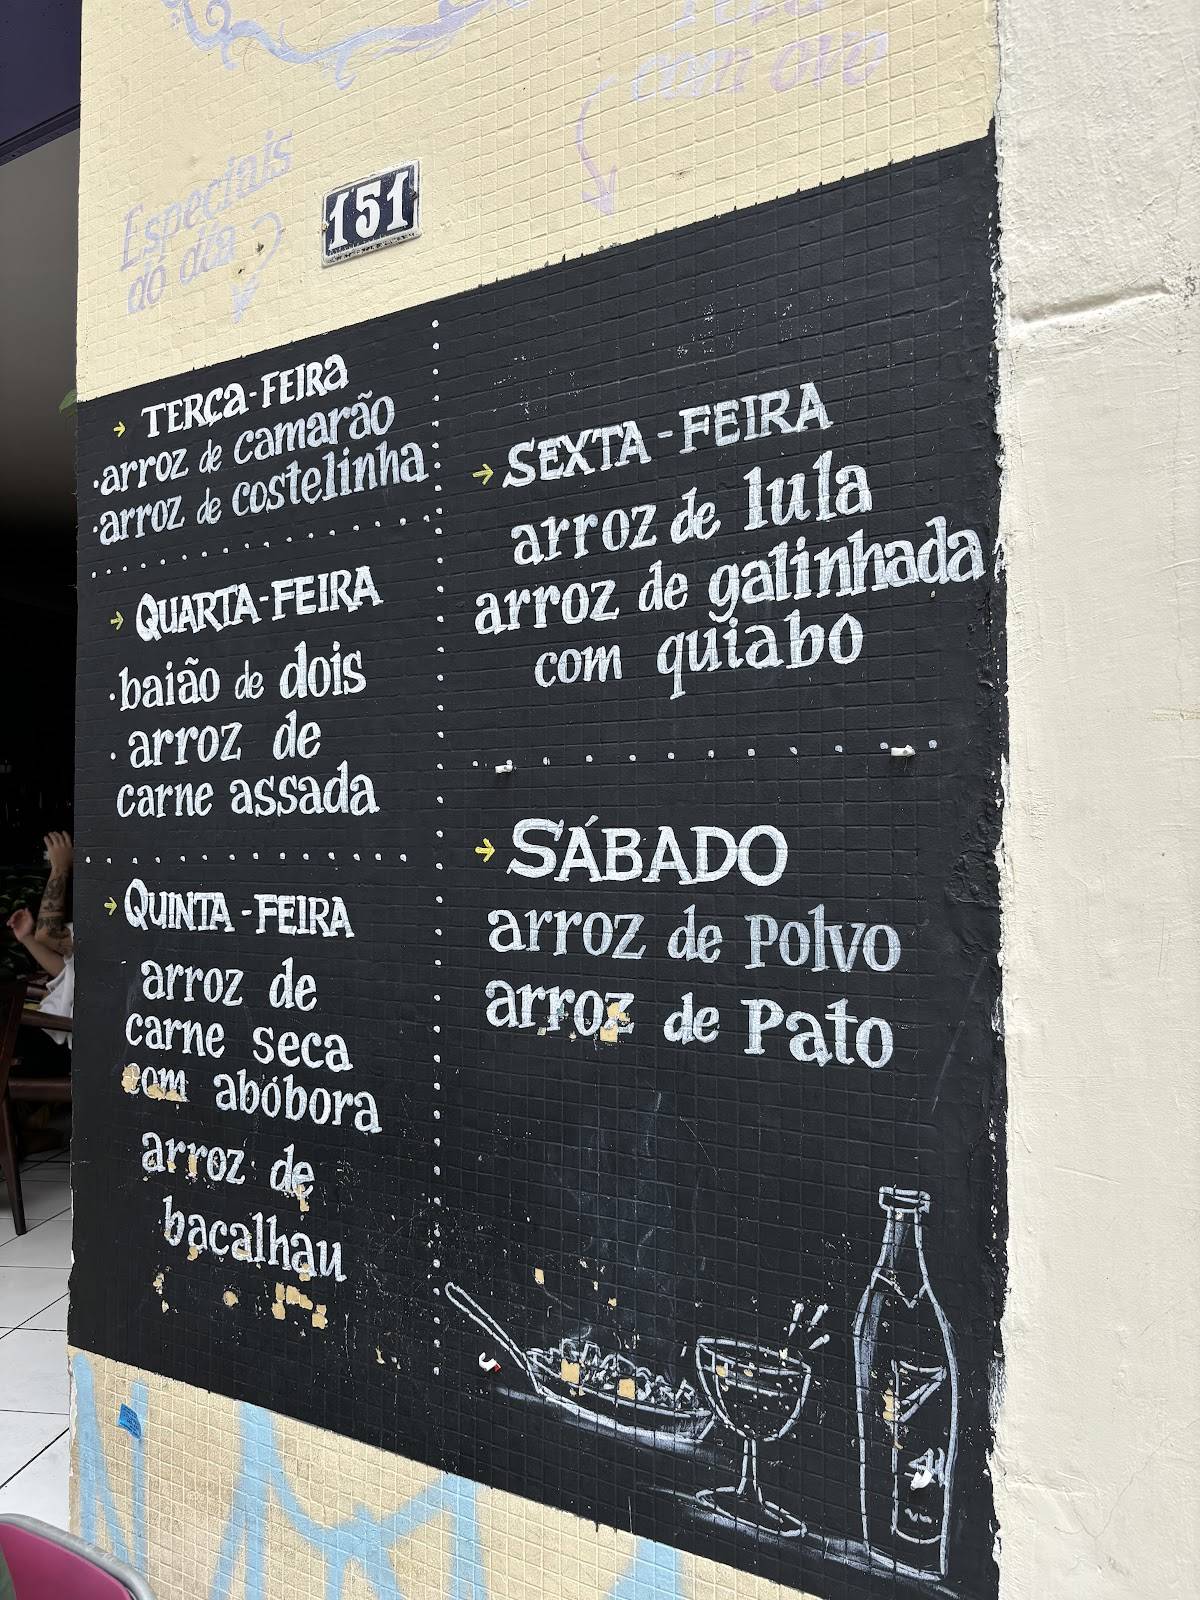 com ovo
Especiais
do dia
151
TERÇA-FEIRA
·arroz de camarão
·arroz de costelinha
QUARTA-FEIRA
·baião de dois
·arroz de
carne assada
QUINTA-FEIRA
arroz de
carne seca
com abóbora
arroz de
bacalhau
SEXTA-FEIRA
arroz de lula
arroz de galinhada
com quiabo
SÁBADO
arroz de Polvo
arroz de Pato